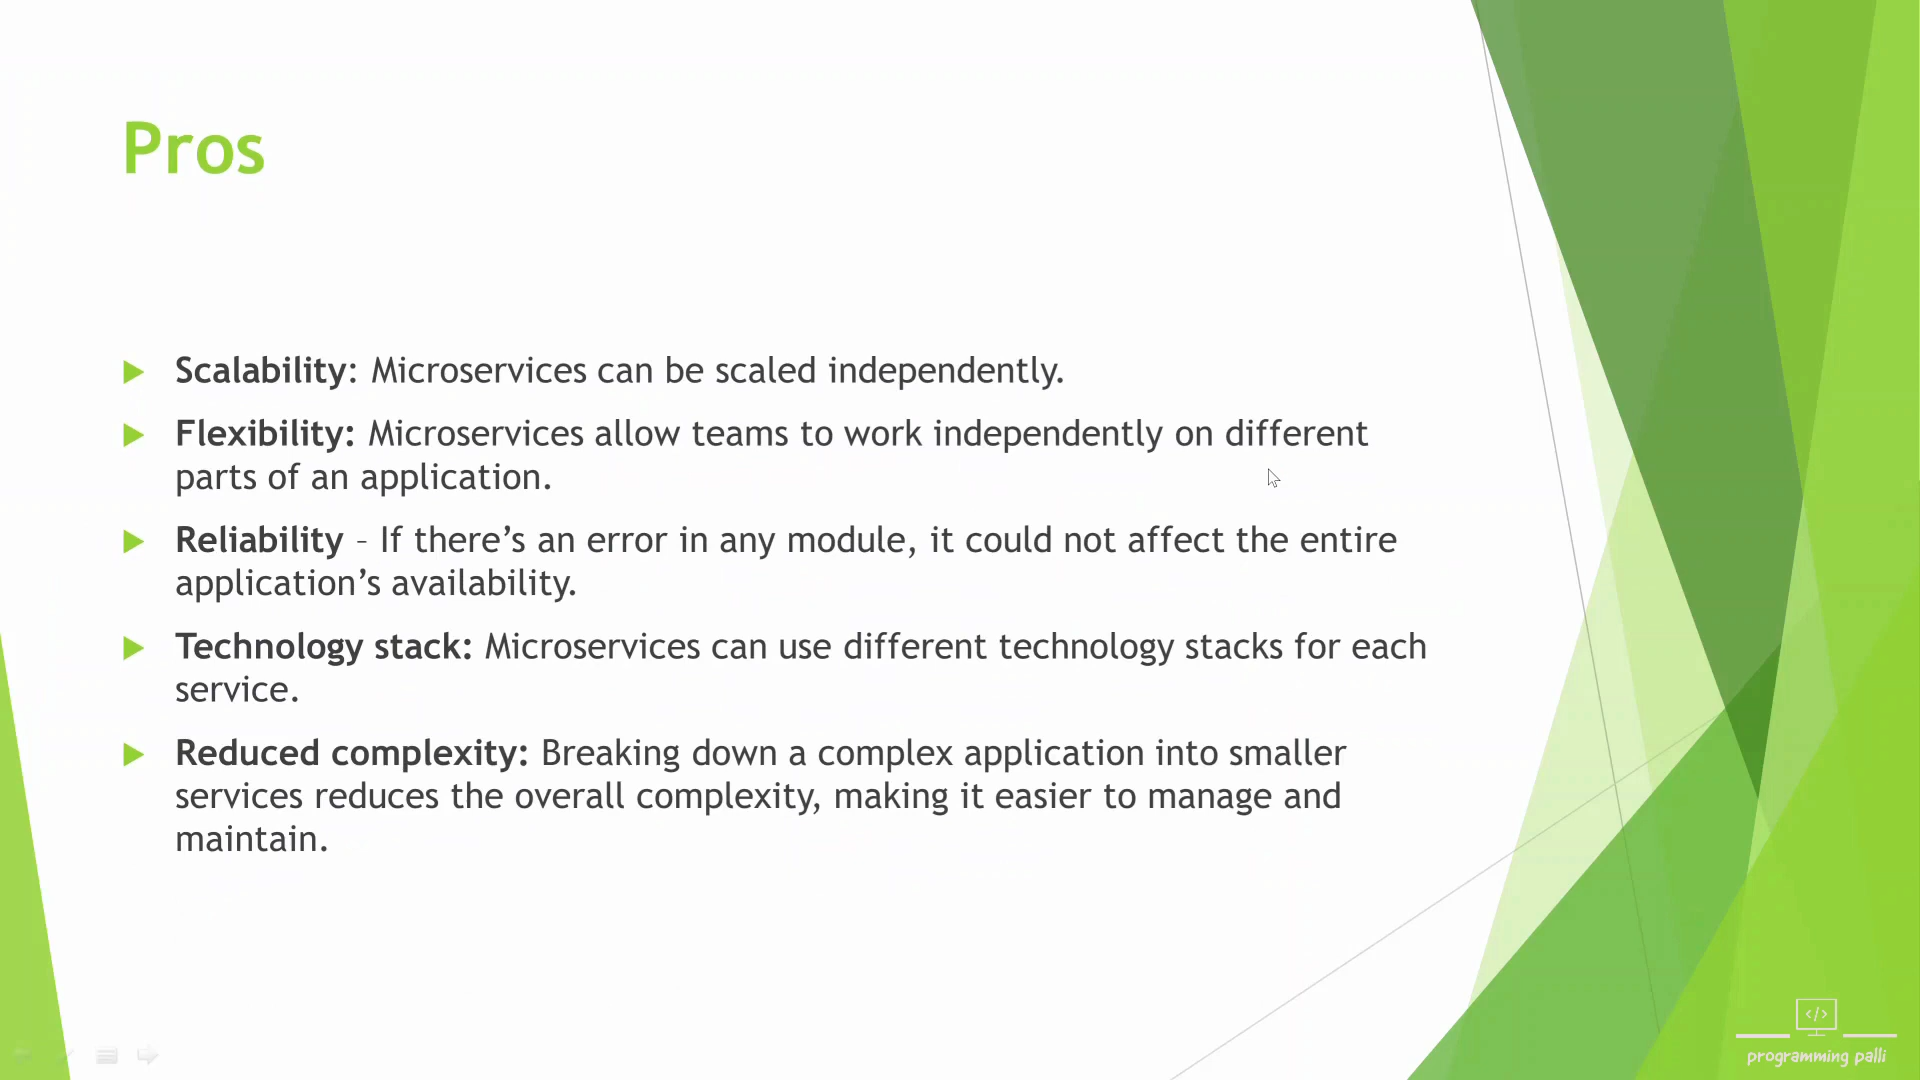 Pros
Scalability: Microservices can be scaled independently.
Flexibility: Microservices allow teams to work independently on different
parts of an application.
Reliability – If there’s an error in any module, it could not affect the entire
application’s availability.
Technology stack: Microservices can use different technology stacks for each
service.
Reduced complexity: Breaking down a complex application into smaller
services reduces the overall complexity, making it easier to manage and
maintain.
</>
programming palli